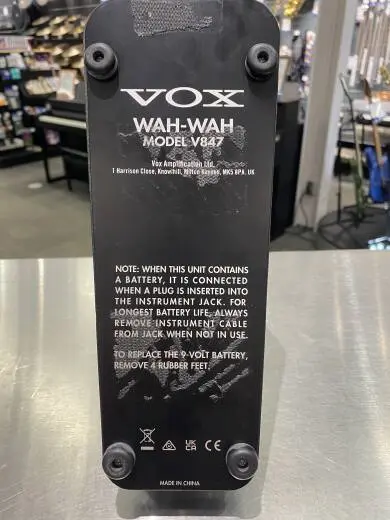 VOX
WAH-WAH
MODEL V847
Vox Amplification Ltd.
1 Harrison Close, Knowlhill, Milton Keynes, MK5 8PA, UK
NOTE: WHEN THIS UNIT CONTAINS
A BATTERY, IT IS CONNECTED
WHEN A PLUG IS INSERTED INTO
THE INSTRUMENT JACK. FOR
LONGEST BATTERY LIFE, ALWAYS
REMOVE INSTRUMENT CABLE
FROM JACK WHEN NOT IN USE.
TO REPLACE THE 9-VOLT BATTERY,
REMOVE 4 RUBBER FEET.
UK
CA
CE
MADE IN CHINA